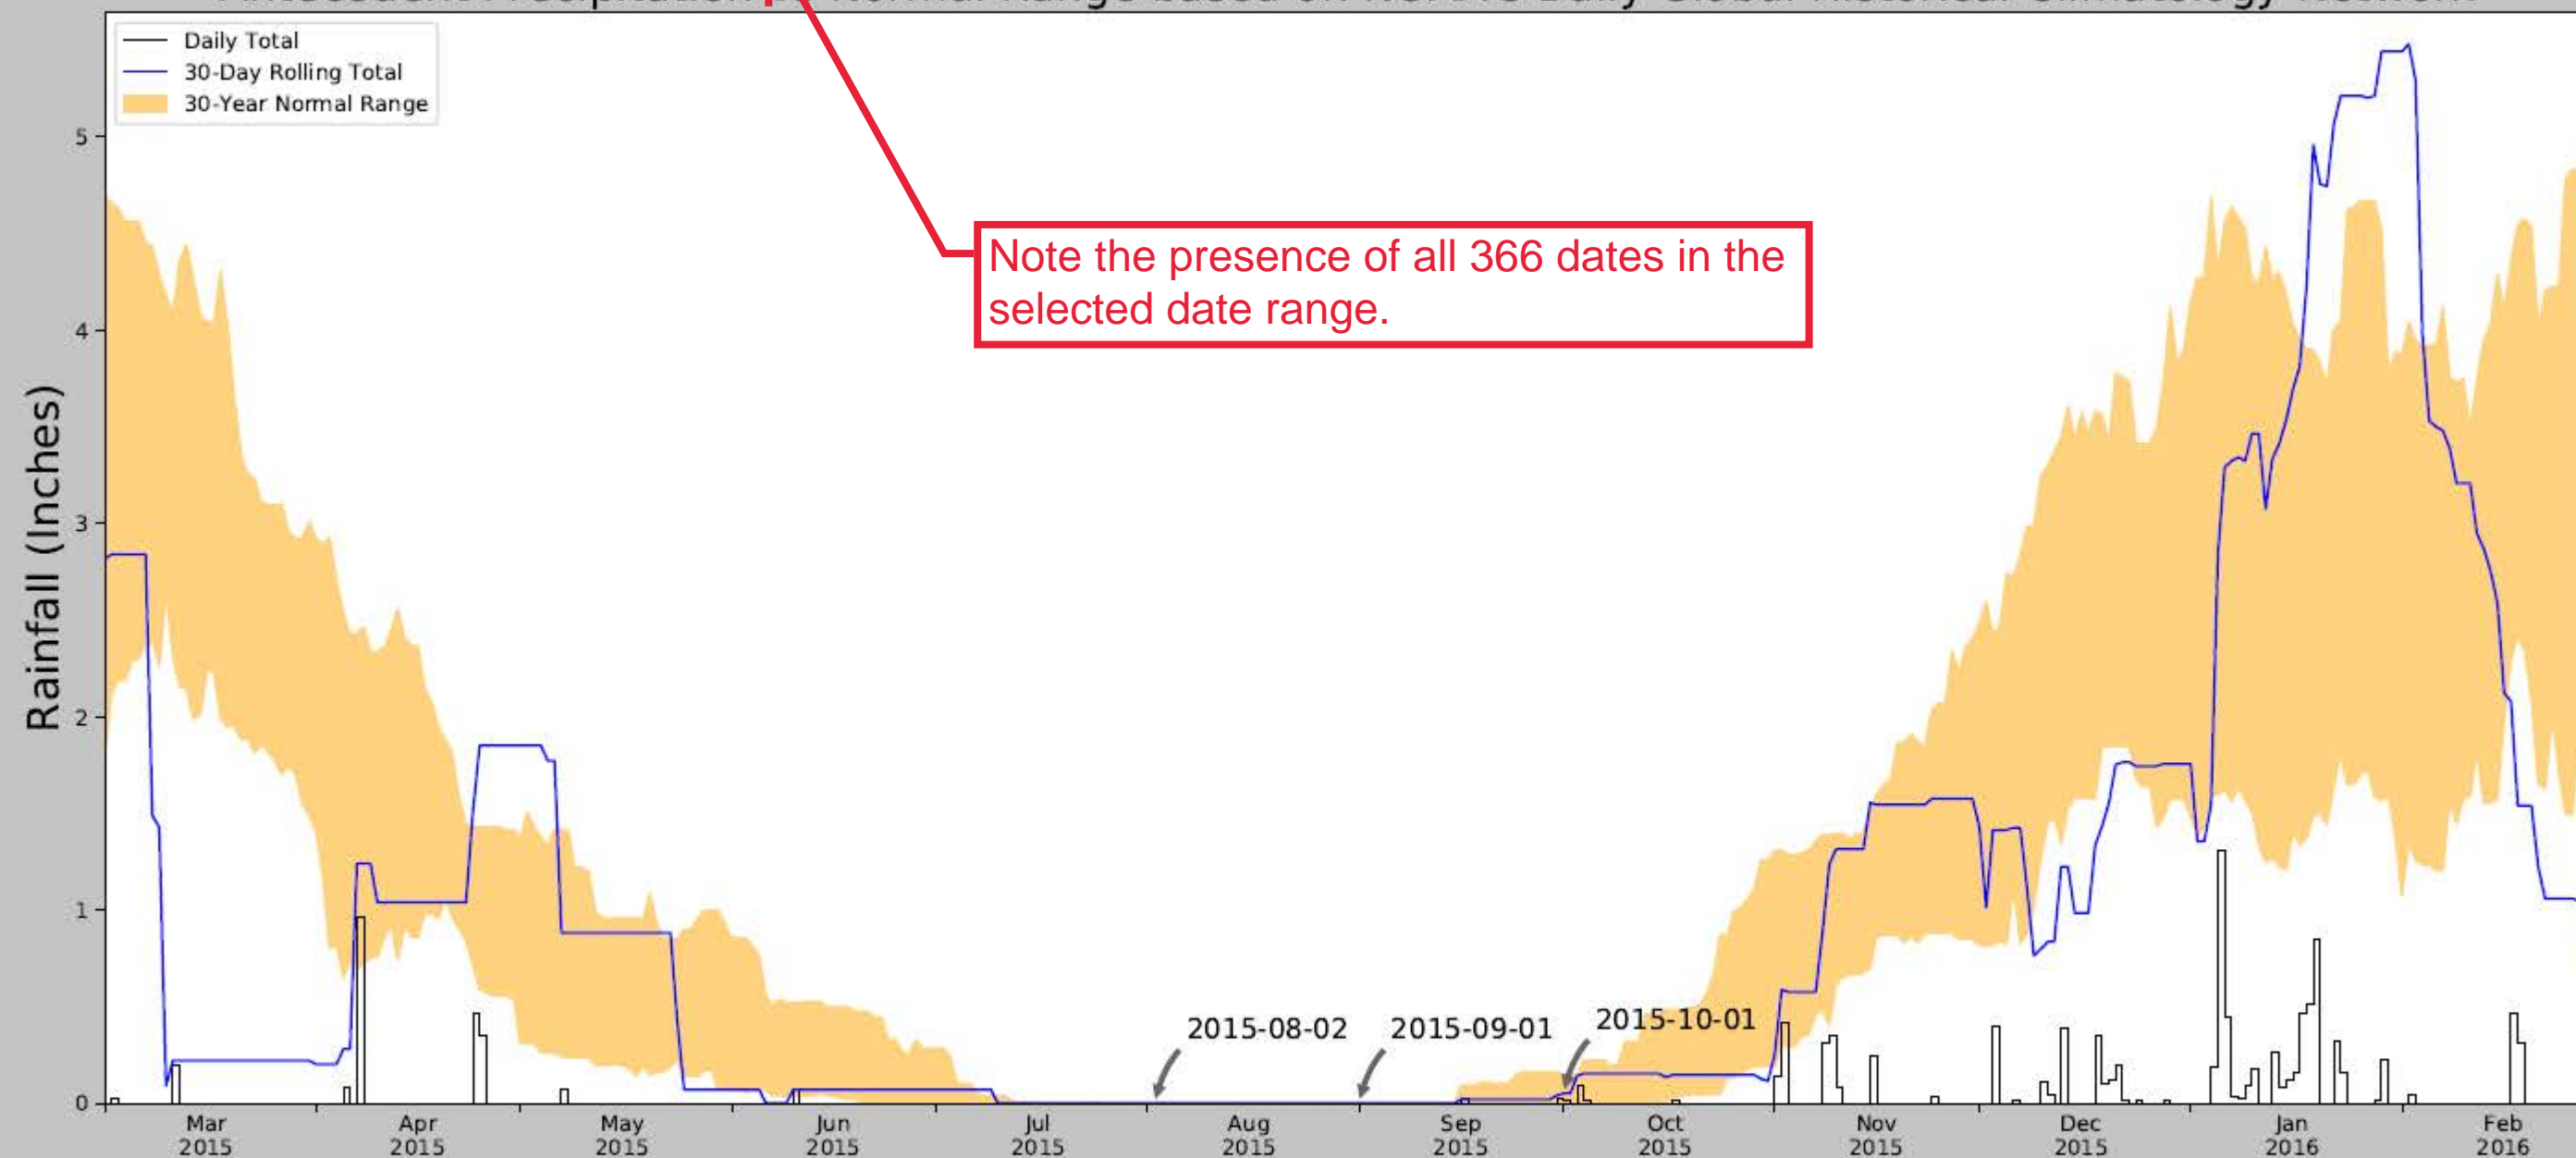 Daily Total
30-Day Rolling Total
30-Year Normal Range
Note the presence of all 366 dates in the
selected date range.
Rainfall (Inches)
5
4
3
2
1
0
2015-08-02
2015-09-01
2015-10-01
Mar
2015
Apr
2015
May
2015
Jun
2015
Jul
2015
Aug
2015
Sep
2015
Oct
2015
Nov
2015
Dec
2015
Jan
2016
Feb
2016